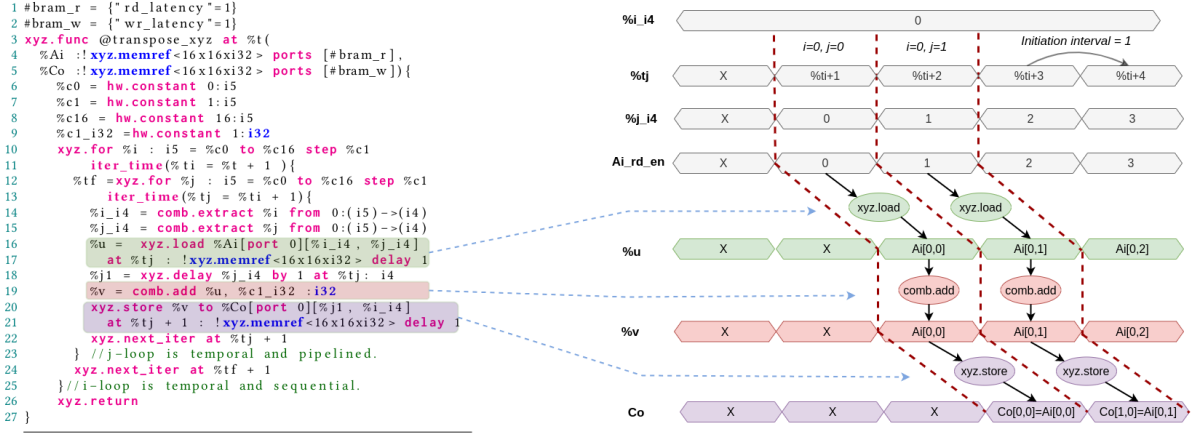 1 #bram_r = {"rd_latency"=1}
2 #bram_w = {"wr_latency"=1}
3 xyz.func @transpose_xyz at %t(
4 %Ai :!xyz.memref<16x16xi32> ports [#bram_r],
5 %Co :!xyz.memref<16x16xi32> ports [#bram_w]){
6 %c0 = hw.constant 0:i5
7 %c1 = hw.constant 1:i5
8 %c16 = hw.constant 16:i5
9 %c1_i32 =hw.constant 1:i32
10 xyz.for %i : i5 = %c0 to %c16 step %c1
11 iter_time(%ti = %t + 1 ){
12 %tf =xyz.for %j : i5 = %c0 to %c16 step %c1
13 iter_time(%tj = %ti + 1){
14 %i_i4 = comb.extract %i from 0:(i5)->(i4)
15 %j_i4 = comb.extract %j from 0:(i5)->(i4)
16 %u = xyz.load %Ai[port 0][%i_i4, %j_i4]
17 at %tj : !xyz.memref<16x16xi32> delay 1
18 %j1 = xyz.delay %j_i4 by 1 at %tj: i4
19 %v = comb.add %u, %c1_i32 :i32
20 xyz.store %v to %Co[port 0][%j1, %i_i4]
21 at %tj + 1 : !xyz.memref<16x16xi32> delay 1
22 xyz.next_iter at %tj + 1
23 } //j-loop is temporal and pipelined.
24 xyz.next_iter at %tf + 1
25 }//i-loop is temporal and sequential.
26 xyz.return
27 }
%i_i4 0
i=0, j=0 i=0, j=1 Initiation interval = 1
%tj X %ti+1 %ti+2 %ti+3 %ti+4
%j_i4 X 0 1 2 3
Ai_rd_en X 0 1 2 3
xyz.load xyz.load
%u X X Ai[0,0] Ai[0,1] Ai[0,2]
comb.add comb.add
%v X X Ai[0,0] Ai[0,1] Ai[0,2]
xyz.store xyz.store
Co X X X Co[0,0]=Ai[0,0] Co[1,0]=Ai[0,1]